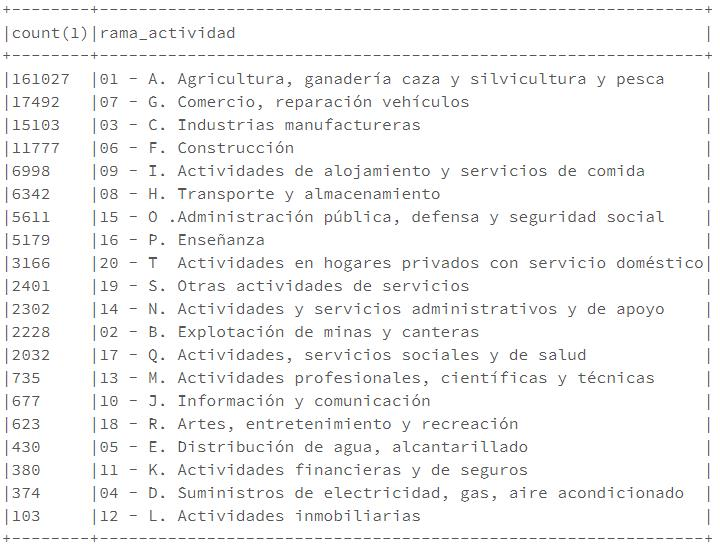 +--------+---------------------------------------------------------------+
|count(1)|rama_actividad                                                 |
+--------+---------------------------------------------------------------+
|161027  |01 - A. Agricultura, ganadería caza y silvicultura y pesca     |
|17492   |07 - G. Comercio, reparación vehículos                         |
|15103   |03 - C. Industrias manufactureras                              |
|11777   |06 - F. Construcción                                           |
|6998    |09 - I. Actividades de alojamiento y servicios de comida       |
|6342    |08 - H. Transporte y almacenamiento                            |
|5611    |15 - O .Administración pública, defensa y seguridad social     |
|5179    |16 - P. Enseñanza                                              |
|3166    |20 - T  Actividades en hogares privados con servicio doméstico|
|2401    |19 - S. Otras actividades de servicios                         |
|2302    |14 - N. Actividades y servicios administrativos y de apoyo     |
|2228    |02 - B. Explotación de minas y canteras                        |
|2032    |17 - Q. Actividades, servicios sociales y de salud             |
|735     |13 - M. Actividades profesionales, científicas y técnicas      |
|677     |10 - J. Información y comunicación                             |
|623     |18 - R. Artes, entretenimiento y recreación                    |
|430     |05 - E. Distribución de agua, alcantarillado                   |
|380     |11 - K. Actividades financieras y de seguros                   |
|374     |04 - D. Suministros de electricidad, gas, aire acondicionado   |
|103     |12 - L. Actividades inmobiliarias                              |
+--------+---------------------------------------------------------------+